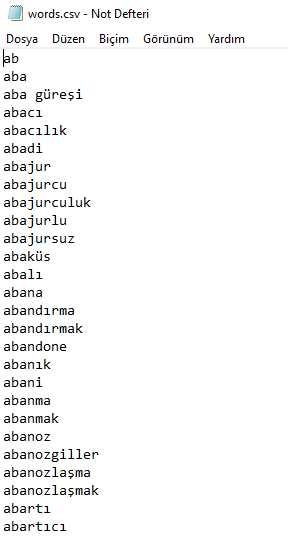 words.csv - Not Defteri
Dosya Düzen Biçim Görünüm Yardım
ab
aba
aba güreşi
abacı
abacılık
abadi
abajur
abajurcu
abajurculuk
abajurlu
abajursuz
abaküs
abalı
abana
abandırma
abandırmak
abandone
abanık
abani
abanma
abanmak
abanoz
abanozgiller
abanozlaşma
abanozlaşmak
abartı
abartıcı